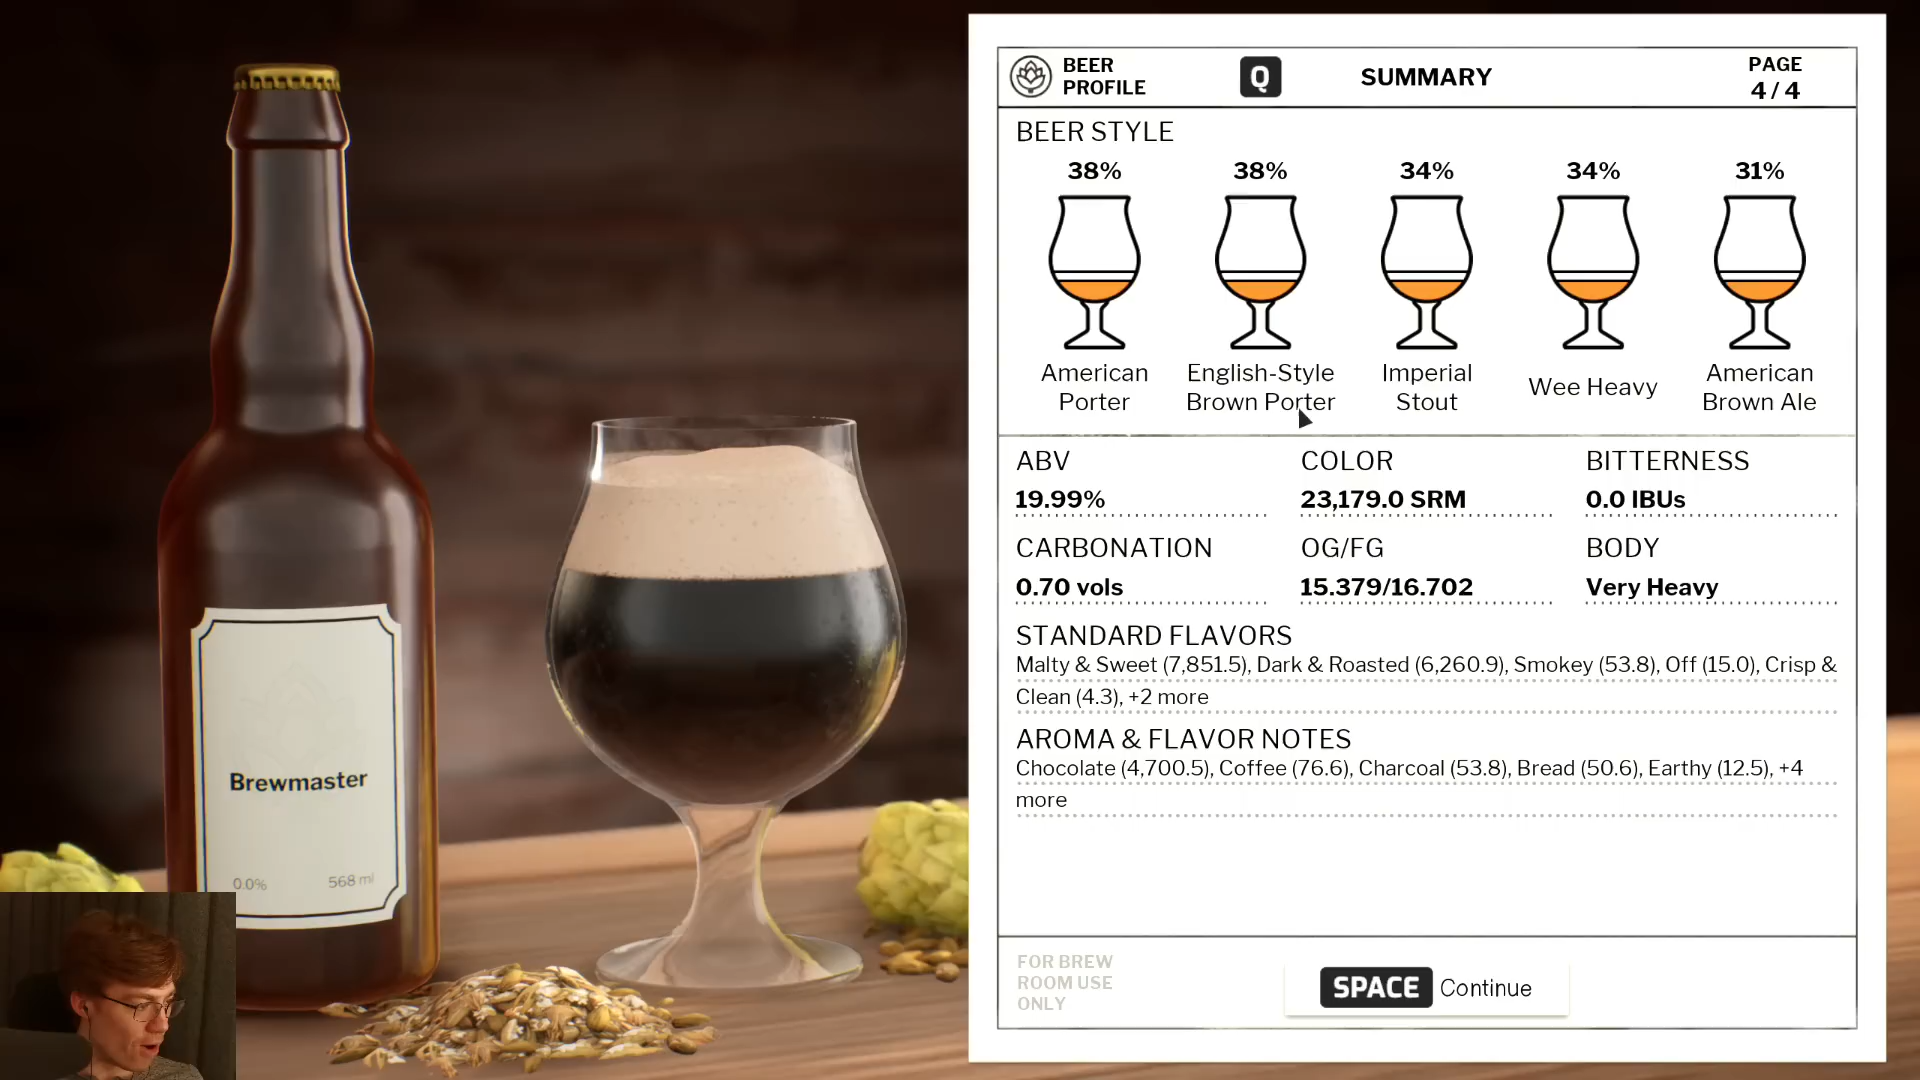 BEER
PROFILE
Q
SUMMARY
PAGE
4 / 4
BEER STYLE
38%
38%
34%
34%
31%
American
Porter
English-Style
Brown Porter
Imperial
Stout
Wee Heavy
American
Brown Ale
ABV
COLOR
BITTERNESS
19.99%
23,179.0 SRM
0.0 IBUs
CARBONATION
OG/FG
BODY
0.70 vols
15.379/16.702
Very Heavy
STANDARD FLAVORS
Malty & Sweet (7,851.5), Dark & Roasted (6,260.9), Smokey (53.8), Off (15.0), Crisp &
Clean (4.3), +2 more
AROMA & FLAVOR NOTES
Chocolate (4,700.5), Coffee (76.6), Charcoal (53.8), Bread (50.6), Earthy (12.5), +4
more
FOR BREW
ROOM USE
ONLY
SPACE Continue
Brewmaster
0.0%
568 ml